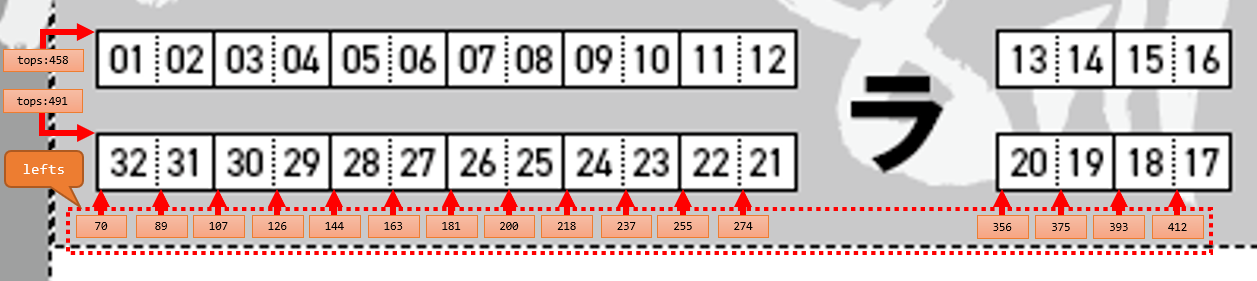 tops:458
01 02 03 04 05 06 07 08 09 10 11 12 13 14 15 16
tops:491
ラ
32 31 30 29 28 27 26 25 24 23 22 21 20 19 18 17
lefts
70 89 107 126 144 163 181 200 218 237 255 274 356 375 393 412